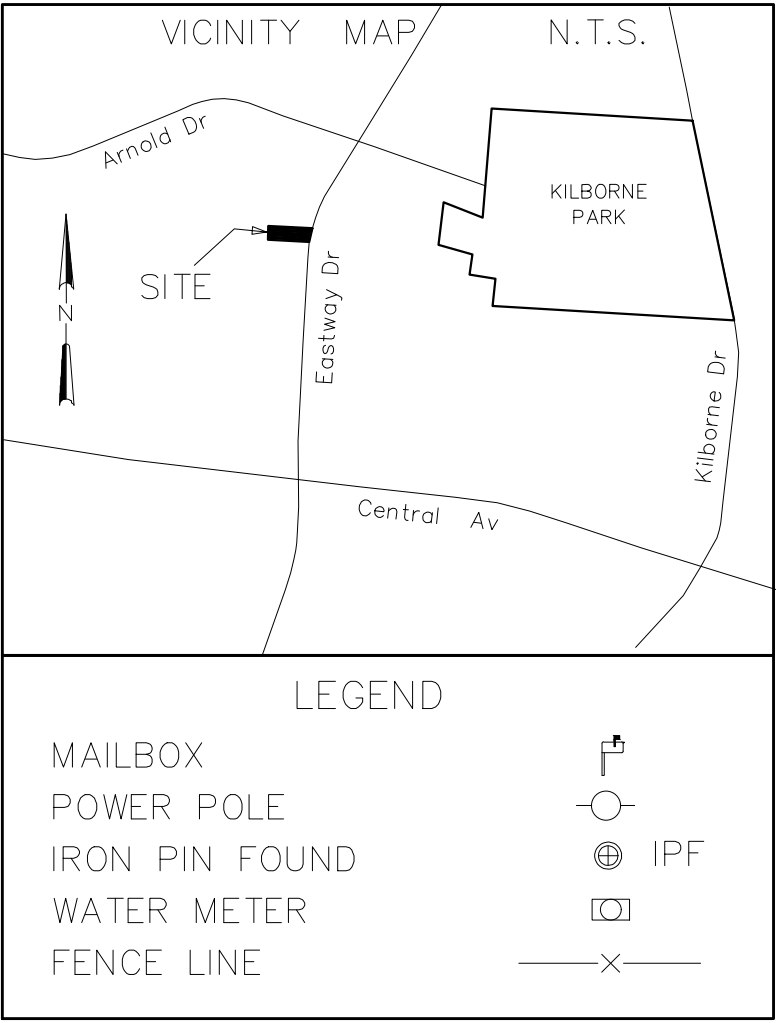 VICINITY MAP N.T.S.
Arnold Dr
KILBORNE
PARK
SITE
N
Eastway Dr
Kilborne Dr
Central Av
LEGEND
MAILBOX
POWER POLE
IRON PIN FOUND IPF
WATER METER
FENCE LINE